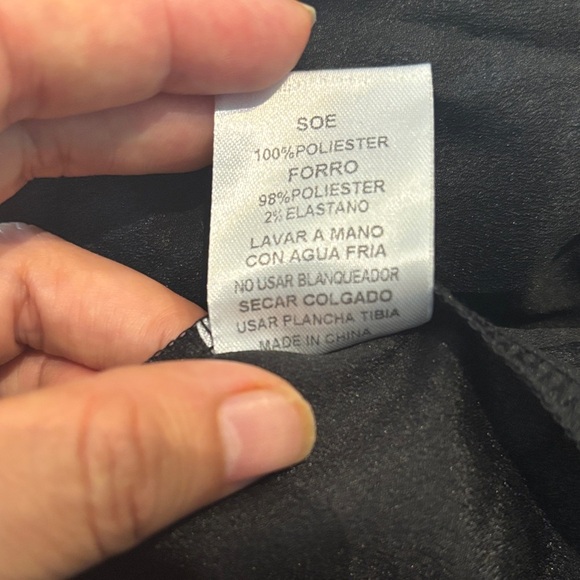 SOE
100%POLIESTER
FORRO
98%POLIESTER
2% ELASTANO
LAVAR A MANO
CON AGUA FRIA
NO USAR BLANQUEADOR
SECAR COLGADO
USAR PLANCHA TIBIA
MADE IN CHINA